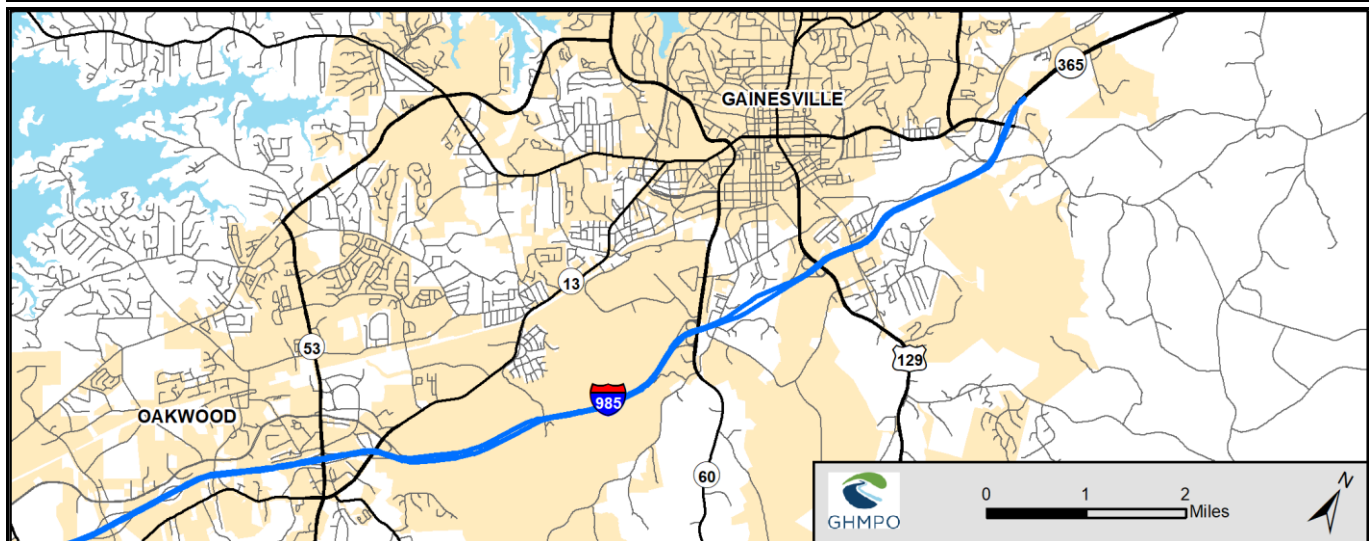 365
GAINESVILLE
13
53
985
129
OAKWOOD
60
GHMPO
0 1 2
Miles
N